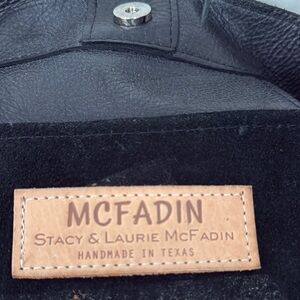 MCFADIN
STACY & LAURIE MCFADIN
HANDMADE IN TEXAS